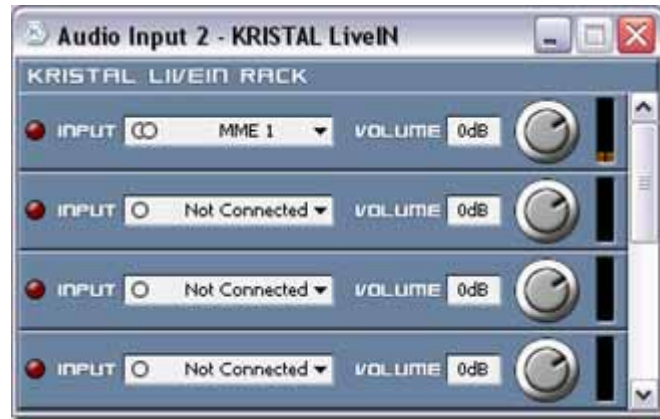 Audio Input 2 - KRISTAL LiveIN
KRISTAL LIVEIN RACK
INPUT MME 1 VOLUME 0dB
INPUT Not Connected VOLUME 0dB
INPUT Not Connected VOLUME 0dB
INPUT Not Connected VOLUME 0dB